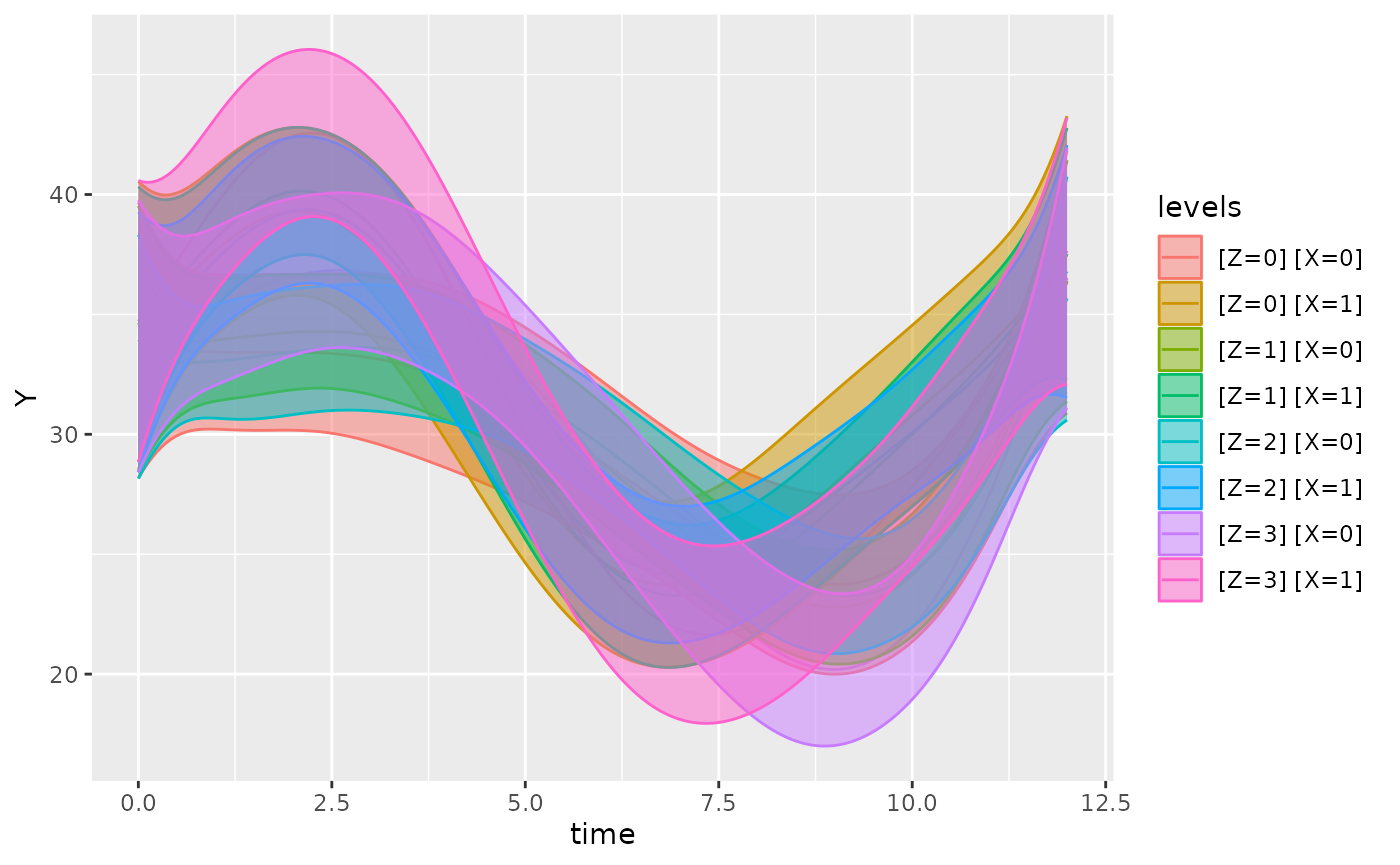 40
30
20
Y
0.0 2.5 5.0 7.5 10.0 12.5
time
levels
[Z=0] [X=0]
[Z=0] [X=1]
[Z=1] [X=0]
[Z=1] [X=1]
[Z=2] [X=0]
[Z=2] [X=1]
[Z=3] [X=0]
[Z=3] [X=1]